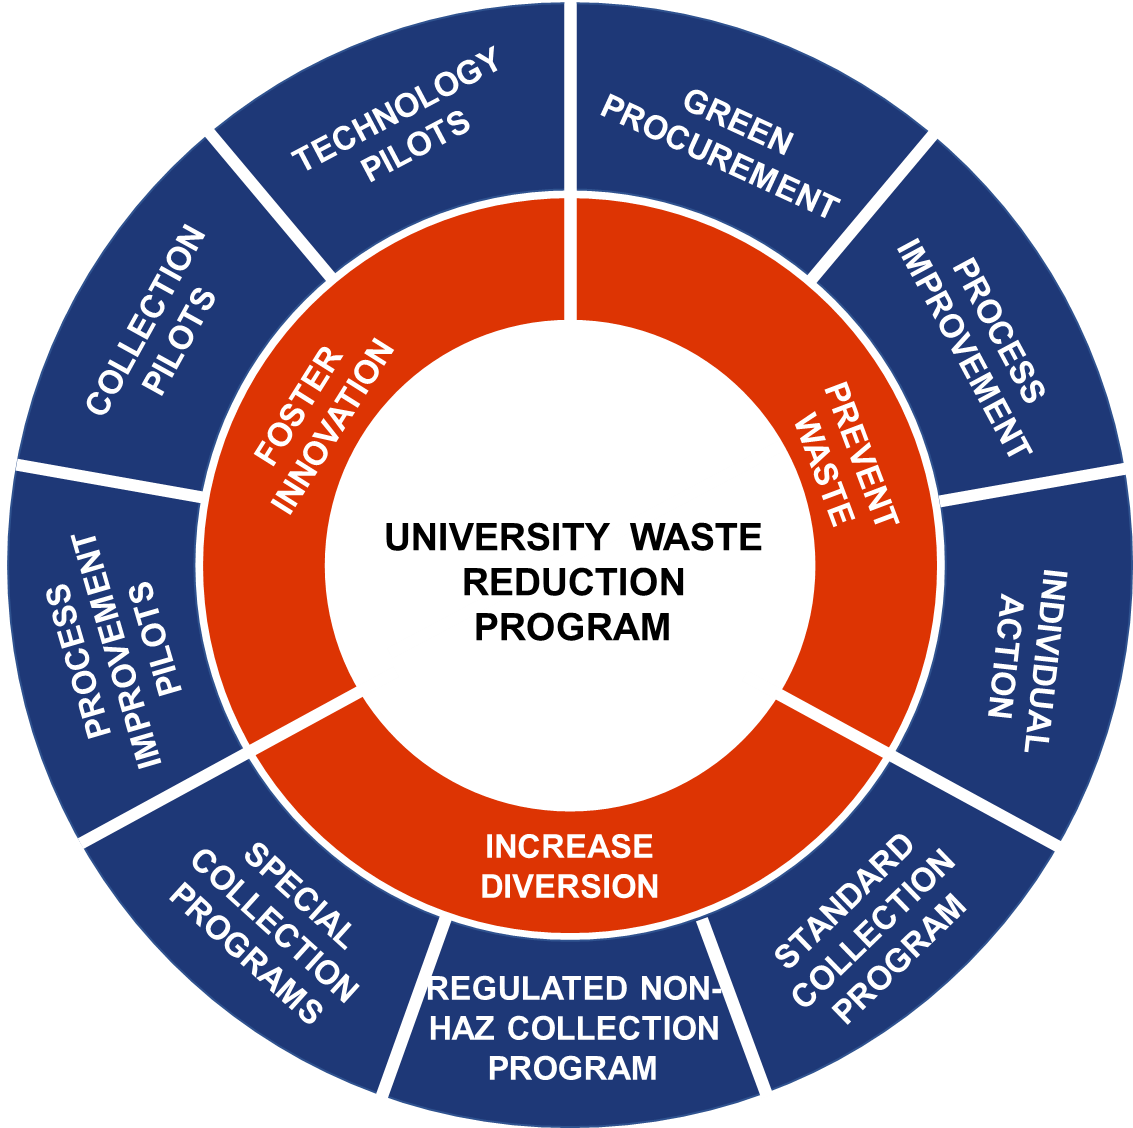 UNIVERSITY WASTE
REDUCTION
PROGRAM
PREVENT
WASTE
INCREASE
DIVERSION
FOSTER
INNOVATION
GREEN
PROCUREMENT
PROCESS
IMPROVEMENT
INDIVIDUAL
ACTION
STANDARD
COLLECTION
PROGRAM
REGULATED NON-
HAZ COLLECTION
PROGRAM
SPECIAL
COLLECTION
PROGRAMS
PROCESS
IMPROVEMENT
PILOTS
COLLECTION
PILOTS
TECHNOLOGY
PILOTS